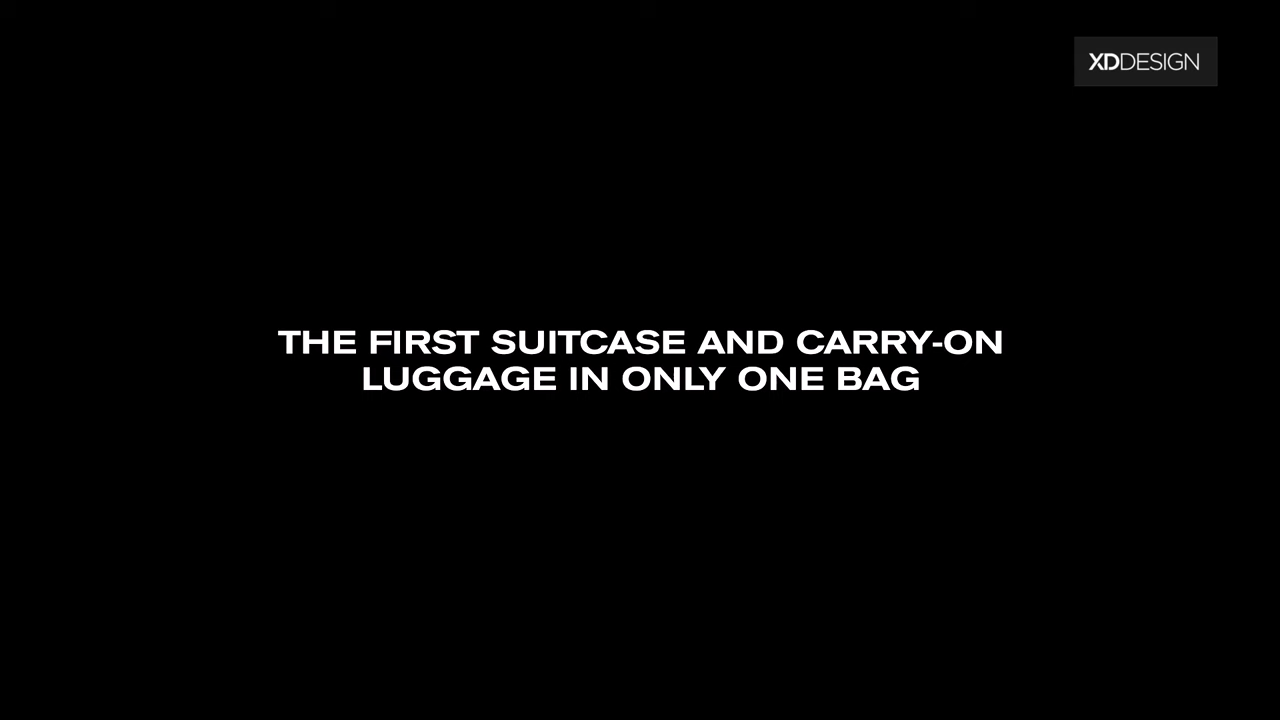 XDDESIGN
THE FIRST SUITCASE AND CARRY-ON
LUGGAGE IN ONLY ONE BAG